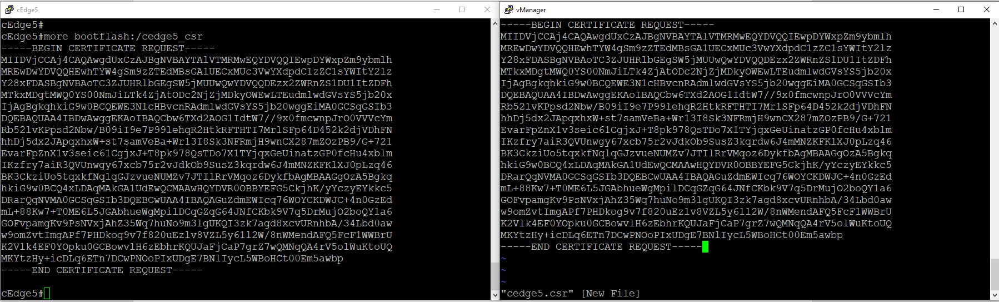 cEdge5
cEdge5#
cEdge5#more bootflash:/cedge5_csr
-----BEGIN CERTIFICATE REQUEST-----
MIIDVjCCAj4CAQAwgdUxCzAJBgNVBAYTAlVTMRMwEQYDVQQIEwpDYWxpZm9ybmlh
MREwDwYDVQQHEwhTYW4gSm9zZTEdMBsGA1UECxMUc3VwYXdpdC1zZC1sYWItY2lz
Y28xFDASBgNVBAoTC3ZJUHRlbGEgSW5jMUUwQwYDVQQDEzx2ZWRnZS1DU1ItZDFh
MTkxMDgtMWQ0YS00NmJiLTk4ZjAtODc2NjZjMDkyOWEwLTEudmlwdGVsYS5jb20x
IjAgBgkqhkiG9w0BCQEWE3N1cHBvcnRAdmlwdGVsYS5jb20wggEiMA0GCSqGSIb3
DQEBAQUAA4IBDwAwggEKAoIBAQCbw6TXd2AOG1IdtW7//9x0fmcwnpJrO0VVVcYm
Rb52lvKPpsd2Nbw/B09iI9e7P99lehqR2HtkRFTHTI7MrlSFp64D452k2djVDhFN
hhDj5dx2JApqxhxW+st7samVeBa+Wr13I8Sk3NFRmjH9wnCX287mZOzPB9/G+721
EvarFpZnX1v3seic61CgjxJ+T8pk978QsTDo7X1TYjqxGeUinatzGP0fcHu4xblm
IKzfry7aiR3QVUnwgy67xcb75r2vJdkOb9SusZ3kqrdw6J4mMNZKFKlXJ0pLzq46
BK3CkziUo5tqxkfNqlqGJzvueNUMZv7JTIlRrVMqoz6DykfbAgMBAAGgOzA5Bgkq
hkiG9w0BCQ4xLDAqMAkGA1UdEwQCMAAwHQYDVR0OBBYEFG5CkjhK/yYczyEYkkc5
DRarQqNVMA0GCSqGSIb3DQEBCwUAA4IBAQAGuZdmEWIcq76WOYCKDWJC+4n0GzEd
mL+88Kw7+T0ME6L5JGAbhueWgMpilDCqGZqG64JNfCKbk9V7q5DrMujO2boQY1a6
GOFvpamgKv9PsNVxjAhZ35Wq7huNo9m3lgUKQI3zk7agd8xcvURnhbA/34Lbd0aw
w9omZvtImgAPf7PHDkog9v7f820uEzlv8VZL5y61l2W/8nWMendAFQ5FcF1WWBrU
K2Vlk4EF0YOpku0GCBowvlH6zEbhrKQUJaFjCaP7grZ7wQMNqQA4rV5olWuKtoUQ
MKYtzHy+icDLq6ETn7DCwPNOoPIxUDgE7BNlIycL5WBoHCt00Em5awbp
-----END CERTIFICATE REQUEST-----
cEdge5#
vManager
-----BEGIN CERTIFICATE REQUEST-----
MIIDVjCCAj4CAQAwgdUxCzAJBgNVBAYTAlVTMRMwEQYDVQQIEwpDYWxpZm9ybmlh
MREwDwYDVQQHEwhTYW4gSm9zZTEdMBsGA1UECxMUc3VwYXdpdC1zZC1sYWItY2lz
Y28xFDASBgNVBAoTC3ZJUHRlbGEgSW5jMUUwQwYDVQQDEzx2ZWRnZS1DU1ItZDFh
MTkxMDgtMWQ0YS00NmJiLTk4ZjAtODc2NjZjMDkyOWEwLTEudmlwdGVsYS5jb20x
IjAgBgkqhkiG9w0BCQEWE3N1cHBvcnRAdmlwdGVsYS5jb20wggEiMA0GCSqGSIb3
DQEBAQUAA4IBDwAwggEKAoIBAQCbw6TXd2AOG1IdtW7//9x0fmcwnpJrO0VVVcYm
Rb52lvKPpsd2Nbw/B09iI9e7P99lehqR2HtkRFTHTI7MrlSFp64D452k2djVDhFN
hhDj5dx2JApqxhxW+st7samVeBa+Wr13I8Sk3NFRmjH9wnCX287mZOzPB9/G+721
EvarFpZnX1v3seic61CgjxJ+T8pk978QsTDo7X1TYjqxGeUinatzGP0fcHu4xblm
IKzfry7aiR3QVUnwgy67xcb75r2vJdkOb9SusZ3kqrdw6J4mMNZKFKlXJ0pLzq46
BK3CkziUo5tqxkfNqlqGJzvueNUMZv7JTIlRrVMqoz6DykfbAgMBAAGgOzA5Bgkq
hkiG9w0BCQ4xLDAqMAkGA1UdEwQCMAAwHQYDVR0OBBYEFG5CkjhK/yYczyEYkkc5
DRarQqNVMA0GCSqGSIb3DQEBCwUAA4IBAQAGuZdmEWIcq76WOYCKDWJC+4n0GzEd
mL+88Kw7+T0ME6L5JGAbhueWgMpilDCqGZqG64JNfCKbk9V7q5DrMujO2boQY1a6
GOFvpamgKv9PsNVxjAhZ35Wq7huNo9m3lgUKQI3zk7agd8xcvURnhbA/34Lbd0aw
w9omZvtImgAPf7PHDkog9v7f820uEzlv8VZL5y61l2W/8nWMendAFQ5FcF1WWBrU
K2Vlk4EF0YOpku0GCBowvlH6zEbhrKQUJaFjCaP7grZ7wQMNqQA4rV5olWuKtoUQ
MKYtzHy+icDLq6ETn7DCwPNOoPIxUDgE7BNlIycL5WBoHCt00Em5awbp
-----END CERTIFICATE REQUEST-----
~
~
~
"cedge5.csr" [New File]